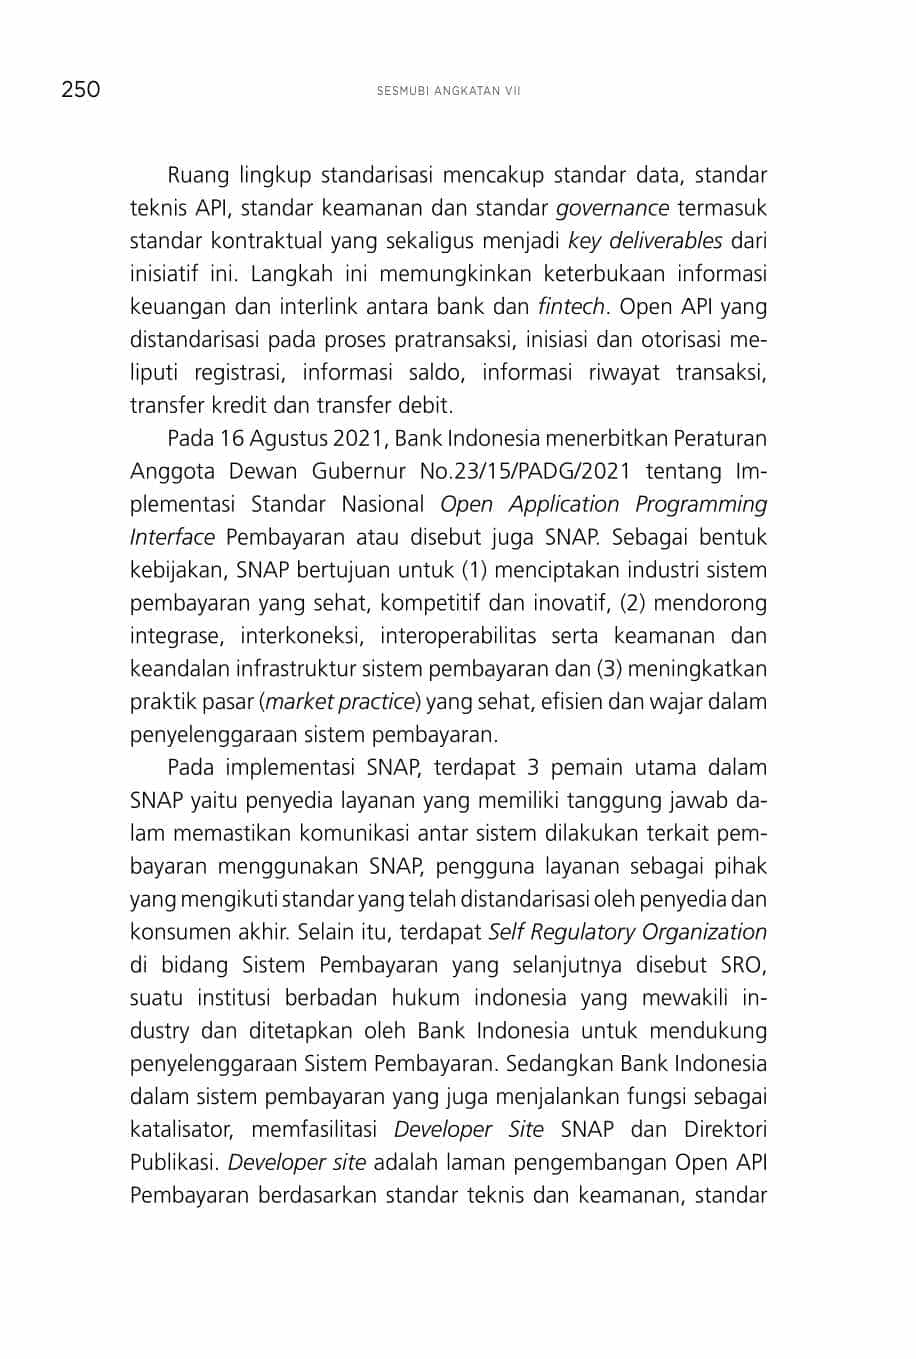 250
SESMUBI ANGKATAN VII
Ruang lingkup standarisasi mencakup standar data, standar
teknis API, standar keamanan dan standar governance termasuk
standar kontraktual yang sekaligus menjadi key deliverables dari
inisiatif ini. Langkah ini memungkinkan keterbukaan informasi
keuangan dan interlink antara bank dan fintech. Open API yang
distandarisasi pada proses pratransaksi, inisiasi dan otorisasi me-
liputi registrasi, informasi saldo, informasi riwayat transaksi,
transfer kredit dan transfer debit.
Pada 16 Agustus 2021, Bank Indonesia menerbitkan Peraturan
Anggota Dewan Gubernur No.23/15/PADG/2021 tentang Im-
plementasi Standar Nasional Open Application Programming
Interface Pembayaran atau disebut juga SNAP. Sebagai bentuk
kebijakan, SNAP bertujuan untuk (1) menciptakan industri sistem
pembayaran yang sehat, kompetitif dan inovatif, (2) mendorong
integrase, interkoneksi, interoperabilitas serta keamanan dan
keandalan infrastruktur sistem pembayaran dan (3) meningkatkan
praktik pasar (market practice) yang sehat, efisien dan wajar dalam
penyelenggaraan sistem pembayaran.
Pada implementasi SNAP, terdapat 3 pemain utama dalam
SNAP yaitu penyedia layanan yang memiliki tanggung jawab da-
lam memastikan komunikasi antar sistem dilakukan terkait pem-
bayaran menggunakan SNAP, pengguna layanan sebagai pihak
yang mengikuti standar yang telah distandarisasi oleh penyedia dan
konsumen akhir. Selain itu, terdapat Self Regulatory Organization
di bidang Sistem Pembayaran yang selanjutnya disebut SRO,
suatu institusi berbadan hukum indonesia yang mewakili in-
dustry dan ditetapkan oleh Bank Indonesia untuk mendukung
penyelenggaraan Sistem Pembayaran. Sedangkan Bank Indonesia
dalam sistem pembayaran yang juga menjalankan fungsi sebagai
katalisator, memfasilitasi Developer Site SNAP dan Direktori
Publikasi. Developer site adalah laman pengembangan Open API
Pembayaran berdasarkan standar teknis dan keamanan, standar